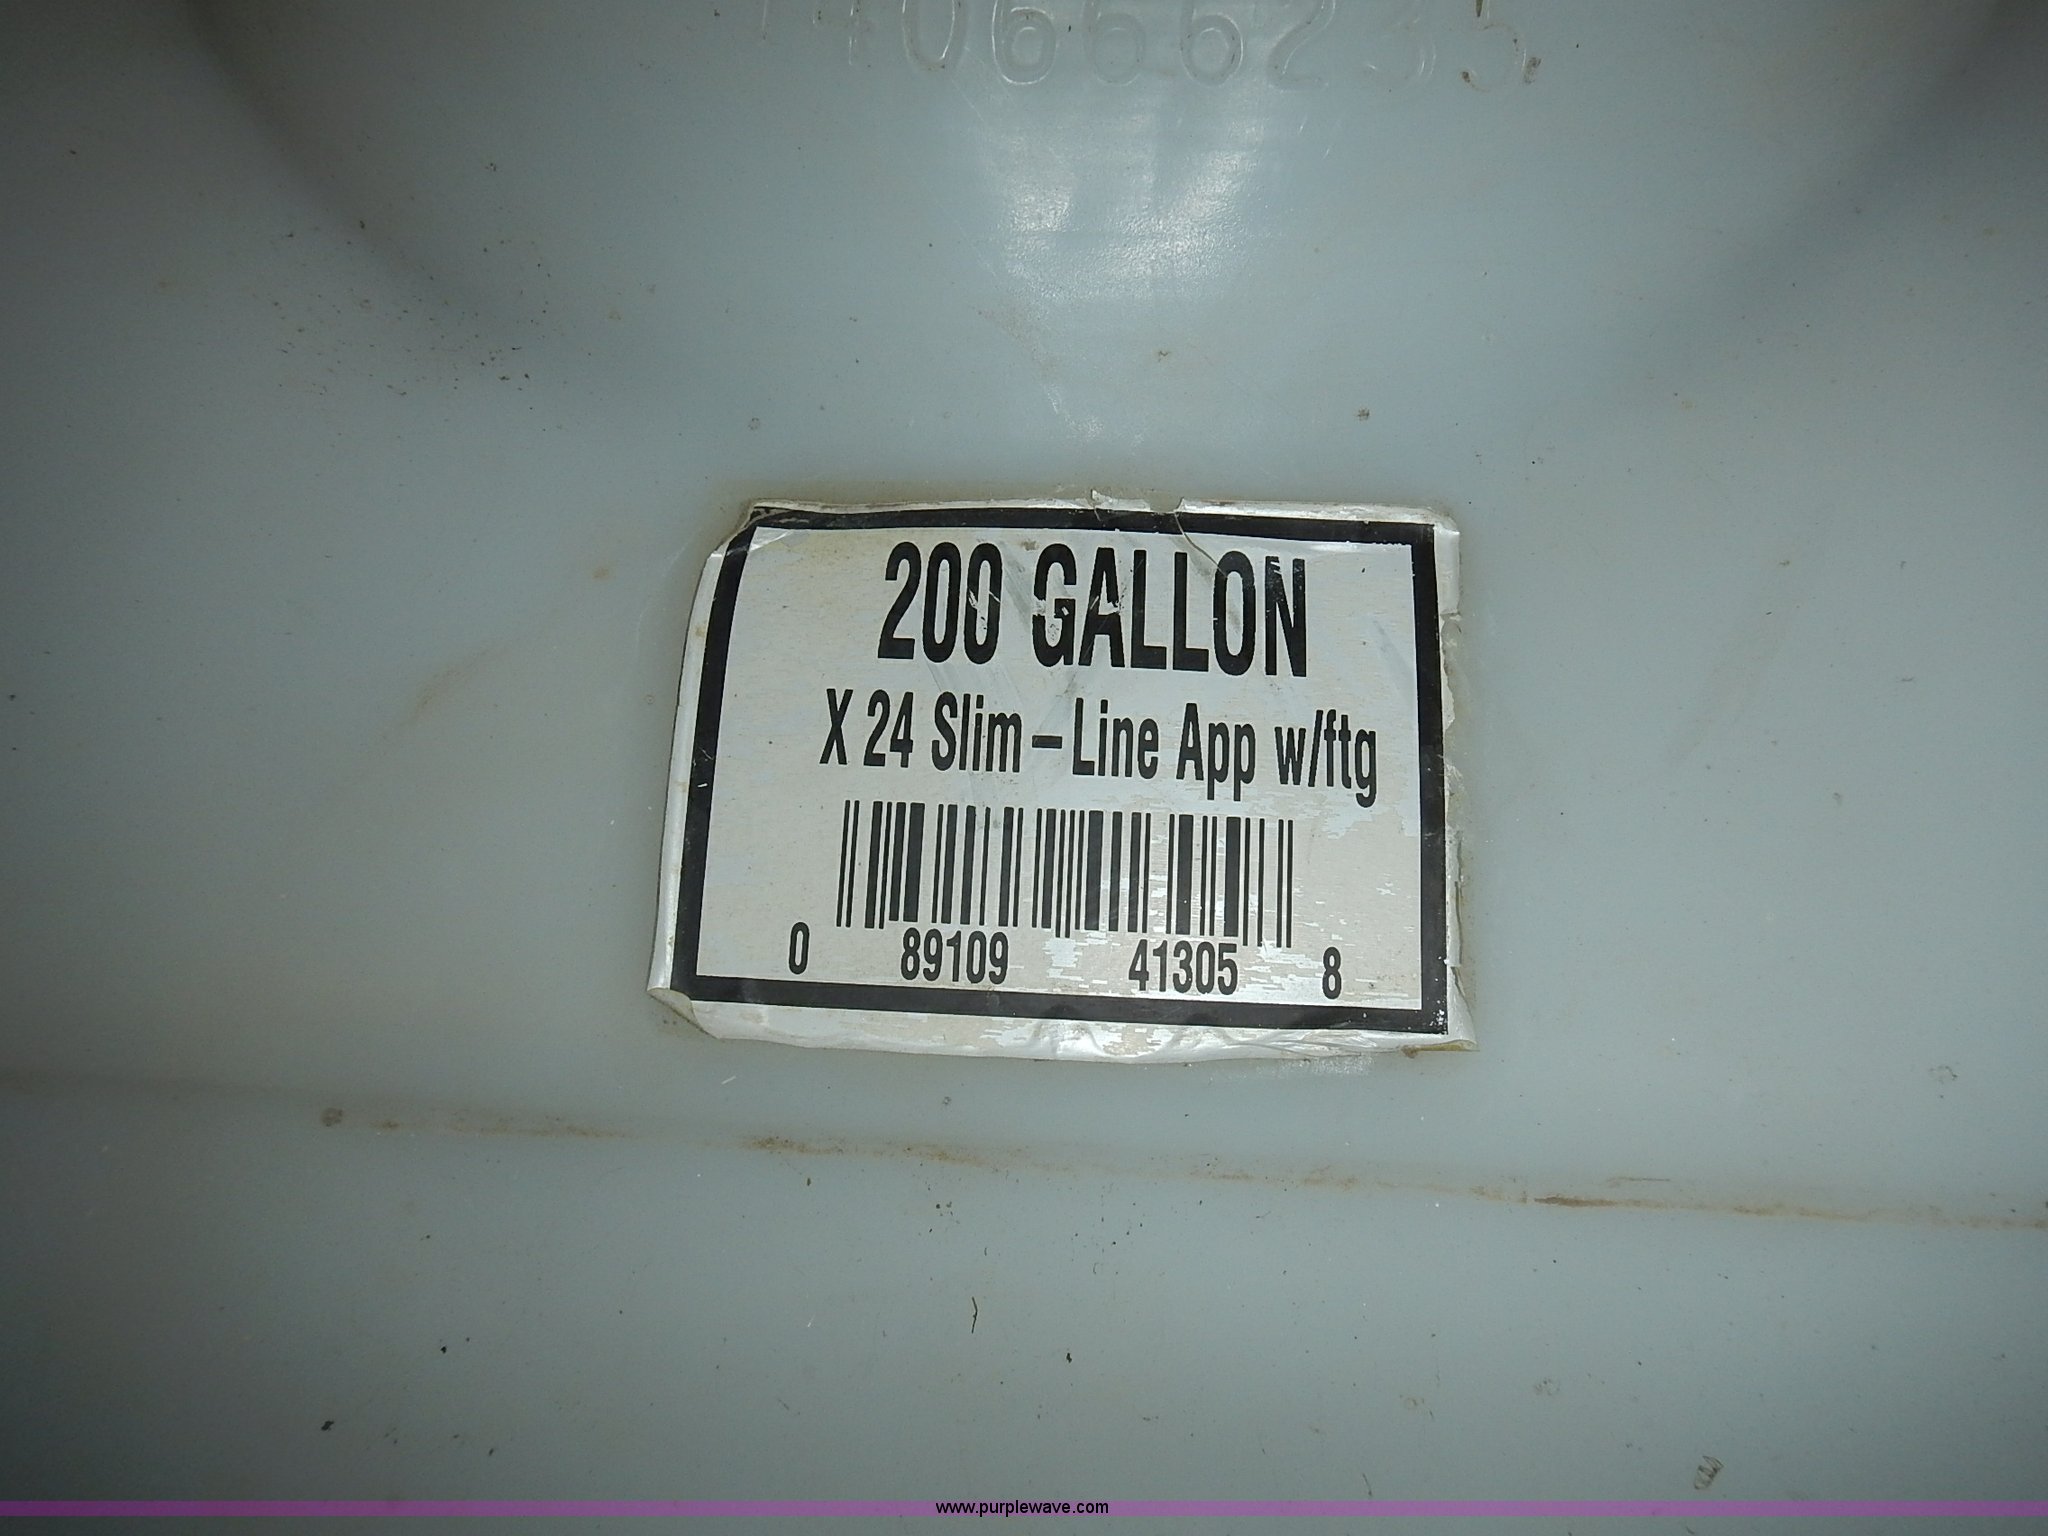 200 GALLON
X 24 Slim-Line App w/ftg
0 89109 41305 8
www.purplewave.com